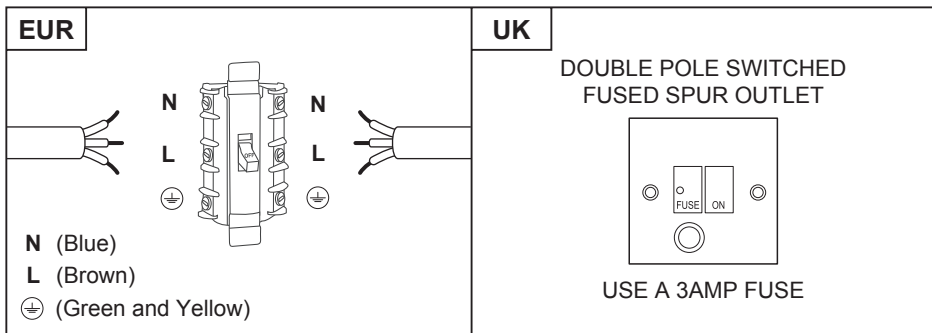 EUR
N
N
L
L
OFF
N (Blue)
L (Brown)
(Green and Yellow)
UK
DOUBLE POLE SWITCHED
FUSED SPUR OUTLET
FUSE
ON
USE A 3AMP FUSE